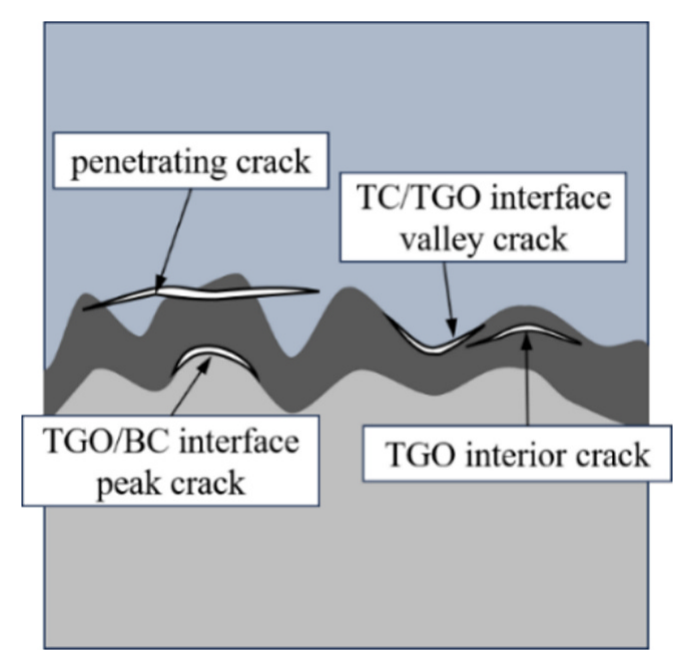 penetrating crack
TC/TGO interface
valley crack
TGO/BC interface
peak crack
TGO interior crack